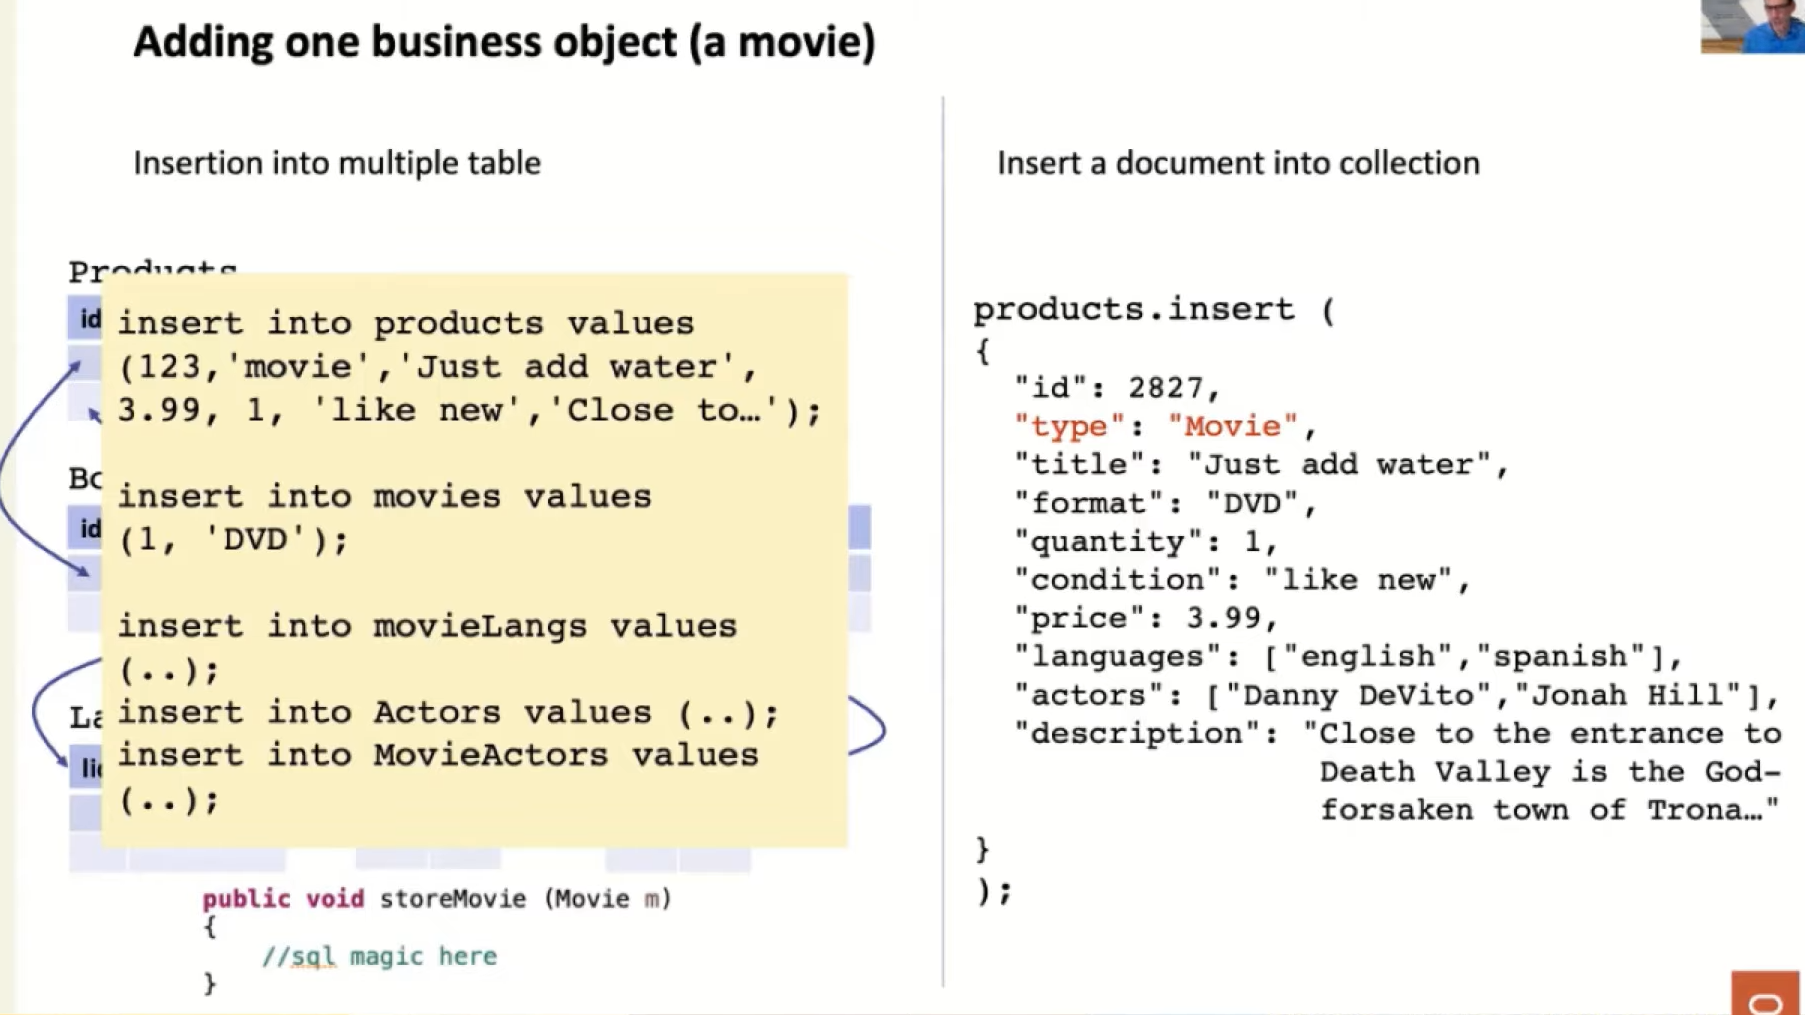 Adding one business object (a movie)
Insertion into multiple table
Products
id
Bo
id
La
insert into products values
(123,'movie','Just add water',
3.99, 1, 'like new','Close to…');
insert into movies values
(1, 'DVD');
insert into movieLangs values
(..);
insert into Actors values (..);
insert into MovieActors values
(..);
public void storeMovie (Movie m)
{
//sql magic here
}
Insert a document into collection
products.insert (
{
"id": 2827,
"type": "Movie",
"title": "Just add water",
"format": "DVD",
"quantity": 1,
"condition": "like new",
"price": 3.99,
"languages": ["english","spanish"],
"actors": ["Danny DeVito","Jonah Hill"],
"description": "Close to the entrance to
Death Valley is the God-
forsaken town of Trona…"
}
);